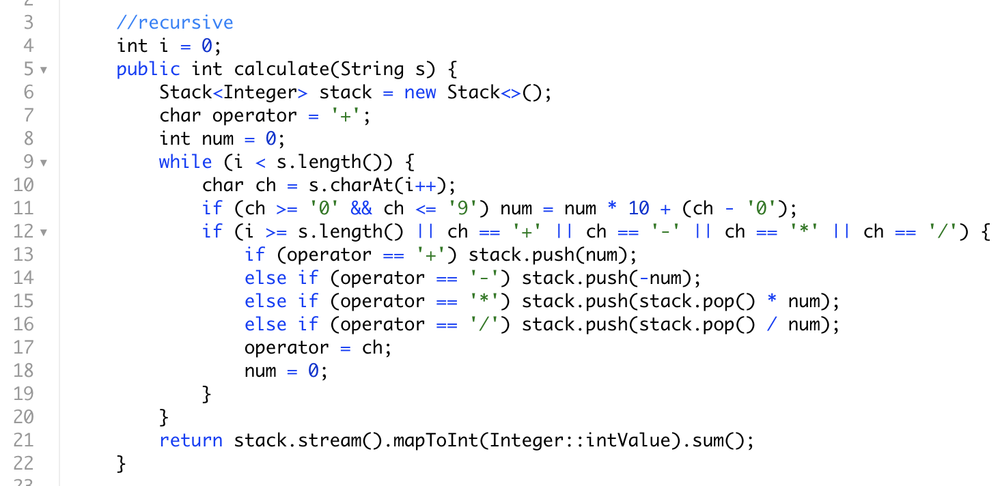 3 //recursive
4 int i = 0;
5 public int calculate(String s) {
6 Stack<Integer> stack = new Stack<>();
7 char operator = '+';
8 int num = 0;
9 while (i < s.length()) {
10 char ch = s.charAt(i++);
11 if (ch >= '0' && ch <= '9') num = num * 10 + (ch - '0');
12 if (i >= s.length() || ch == '+' || ch == '-' || ch == '*' || ch == '/') {
13 if (operator == '+') stack.push(num);
14 else if (operator == '-') stack.push(-num);
15 else if (operator == '*') stack.push(stack.pop() * num);
16 else if (operator == '/') stack.push(stack.pop() / num);
17 operator = ch;
18 num = 0;
19 }
20 }
21 return stack.stream().mapToInt(Integer::intValue).sum();
22 }